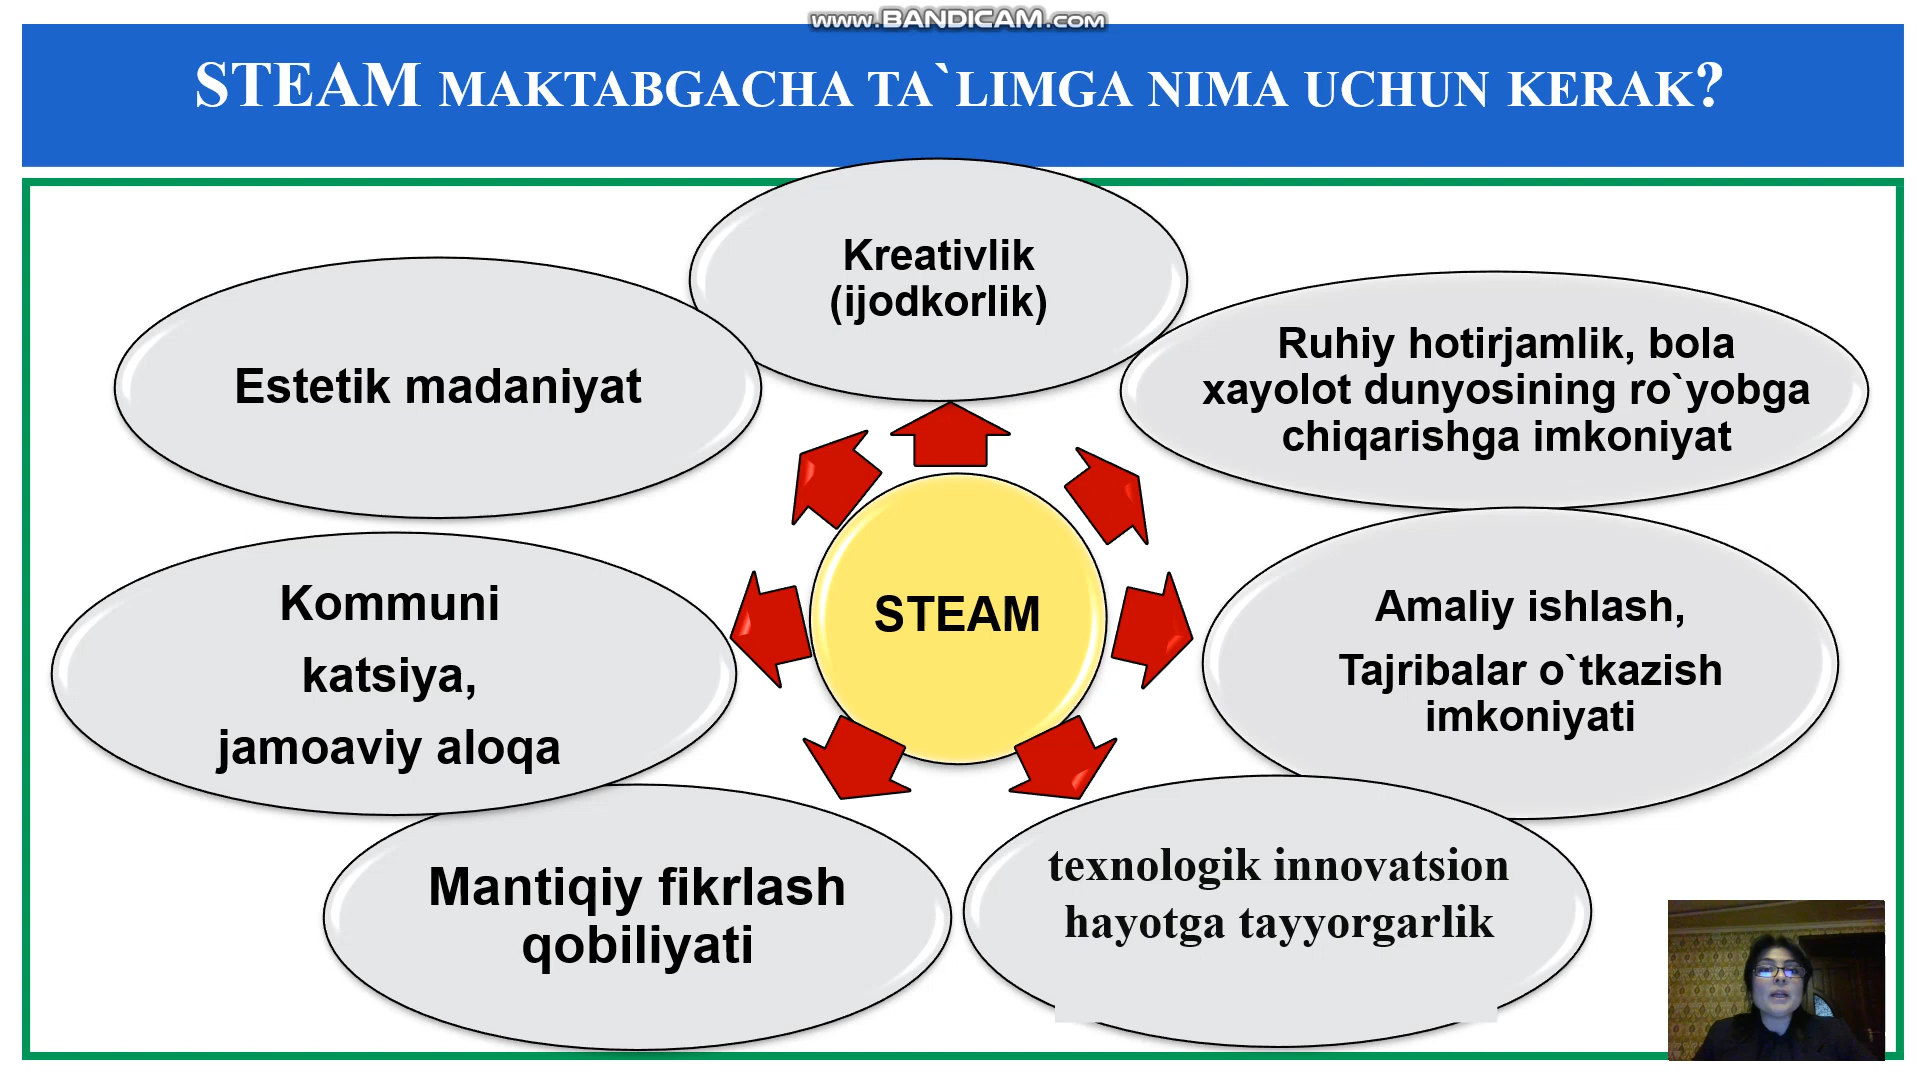 www.BANDICAM.com
STEAM MAKTABGACHA TA`LIMGA NIMA UCHUN KERAK?
Kreativlik
(ijodkorlik)
Estetik madaniyat
Ruhiy hotirjamlik, bola
xayolot dunyosining ro`yobga
chiqarishga imkoniyat
Kommuni
katsiya,
jamoaviy aloqa
STEAM
Amaliy ishlash,
Tajribalar o`tkazish
imkoniyati
Mantiqiy fikrlash
qobiliyati
texnologik innovatsion
hayotga tayyorgarlik